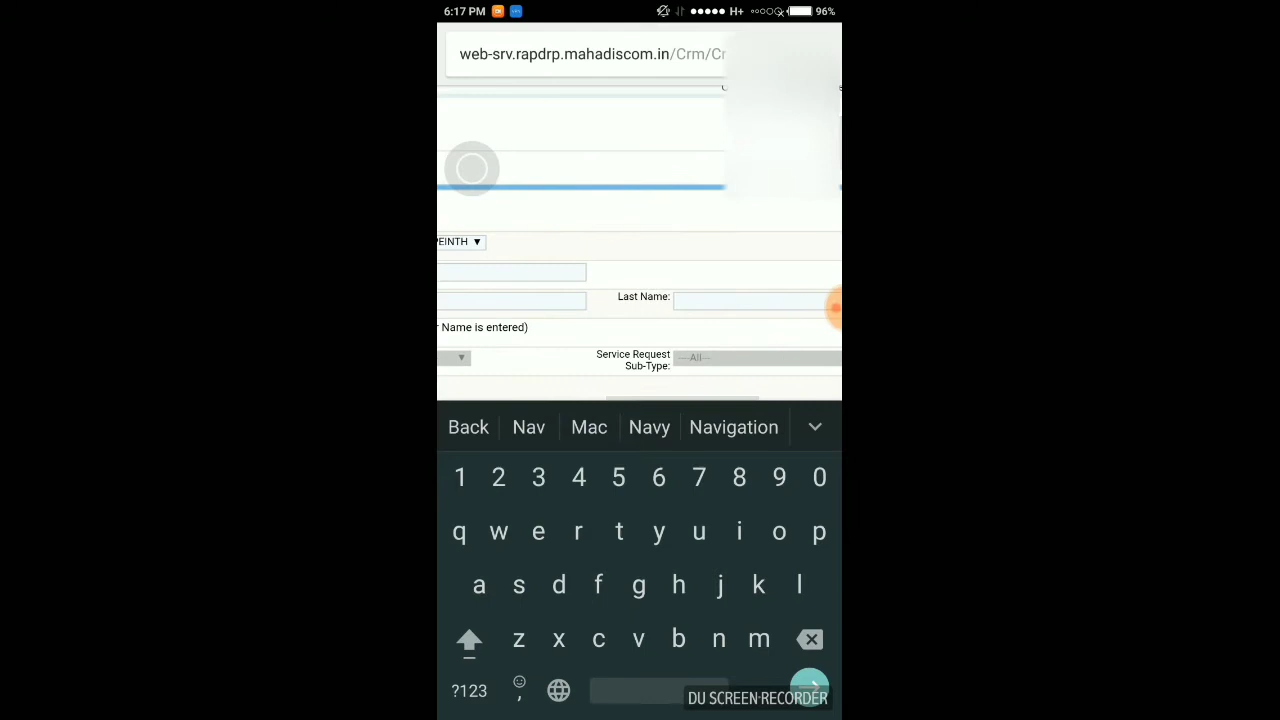 6:17 PM H+ 96%
web-srv.rapdrp.mahadiscom.in/Crm/Cr
PEINTH ▼
Last Name:
r Name is entered)
Service Request
Sub-Type:
---All---
Back Nav Mac Navy Navigation
1 2 3 4 5 6 7 8 9 0
q w e r t y u i o p
a s d f g h j k l
z x c v b n m
?123 ,
DU SCREEN RECORDER